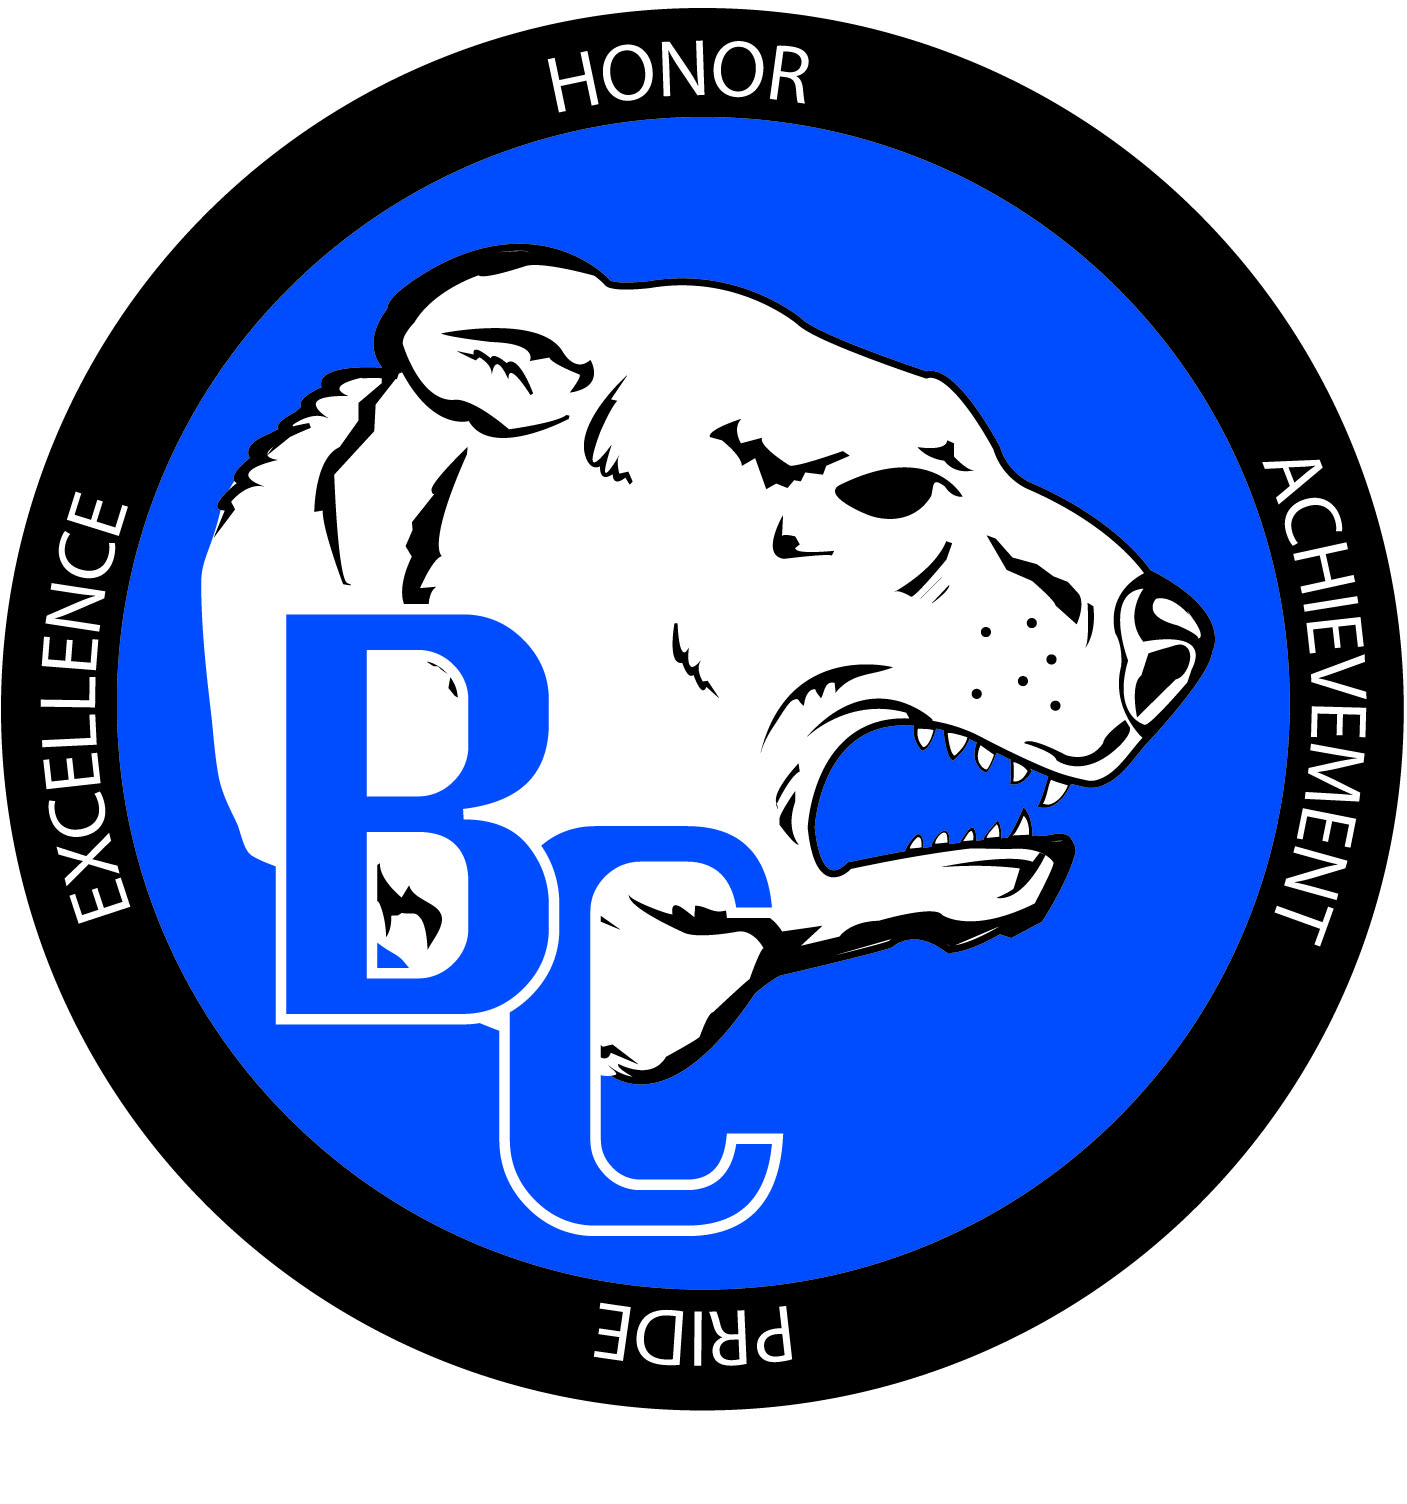 HONOR
ACHIEVEMENT
PRIDE
EXCELLENCE
BC